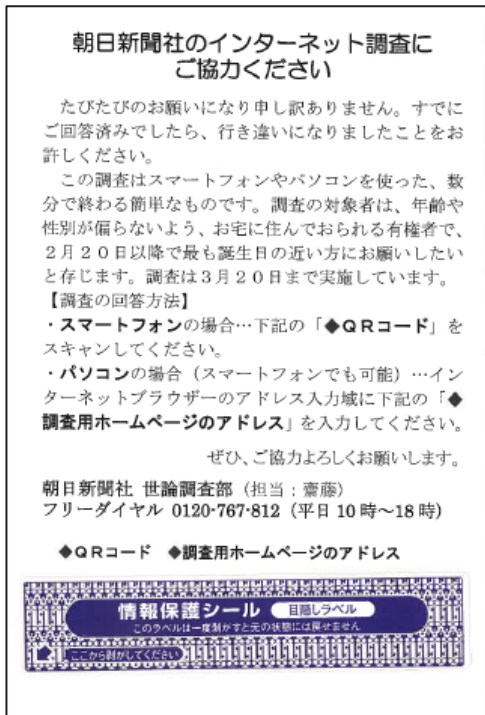 朝日新聞社のインターネット調査に
ご協力ください
たびたびのお願いになり申し訳ありません。すでに
ご回答済みでしたら、行き違いになりましたことをお
許しください。
この調査はスマートフォンやパソコンを使った、数
分で終わる簡単なものです。調査の対象者は、年齢や
性別が偏らないよう、お宅に住んでおられる有権者で、
２月２０日以降で最も誕生日の近い方にお願いしたい
と存じます。調査は３月２０日まで実施しています。
【調査の回答方法】
・スマートフォンの場合…下記の「◆ＱＲコード」を
スキャンしてください。
・パソコンの場合（スマートフォンでも可能）…イン
ターネットブラウザーのアドレス入力域に下記の「◆
調査用ホームページのアドレス」を入力してください。
ぜひ、ご協力よろしくお願いします。
朝日新聞社 世論調査部（担当：齋藤）
フリーダイヤル 0120-767-812（平日 10 時～18 時）
◆ＱＲコード ◆調査用ホームページのアドレス
情報保護シール 目隠しラベル
このラベルは一度剝がすと元の状態には戻せません
ここから剝がしてください